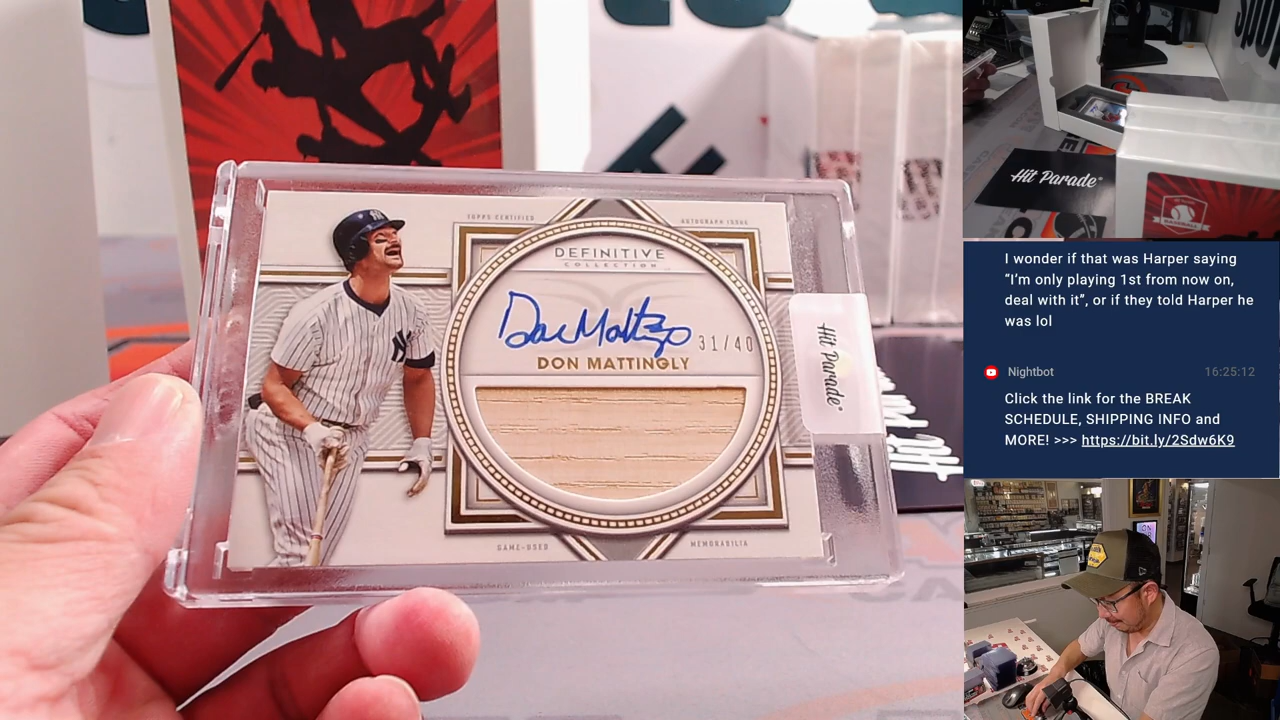 TOPPS CERTIFIED
AUTOGRAPH ISSUE
DEFINITIVE
COLLECTION
Don Mattingly
31/40
DON MATTINGLY
GAME-USED
MEMORABILIA
Hit Parade
Hit Parade
I wonder if that was Harper saying
"I'm only playing 1st from now on,
deal with it", or if they told Harper he
was lol
Nightbot
16:25:12
Click the link for the BREAK
SCHEDULE, SHIPPING INFO and
MORE! >>> https://bit.ly/2Sdw6K9